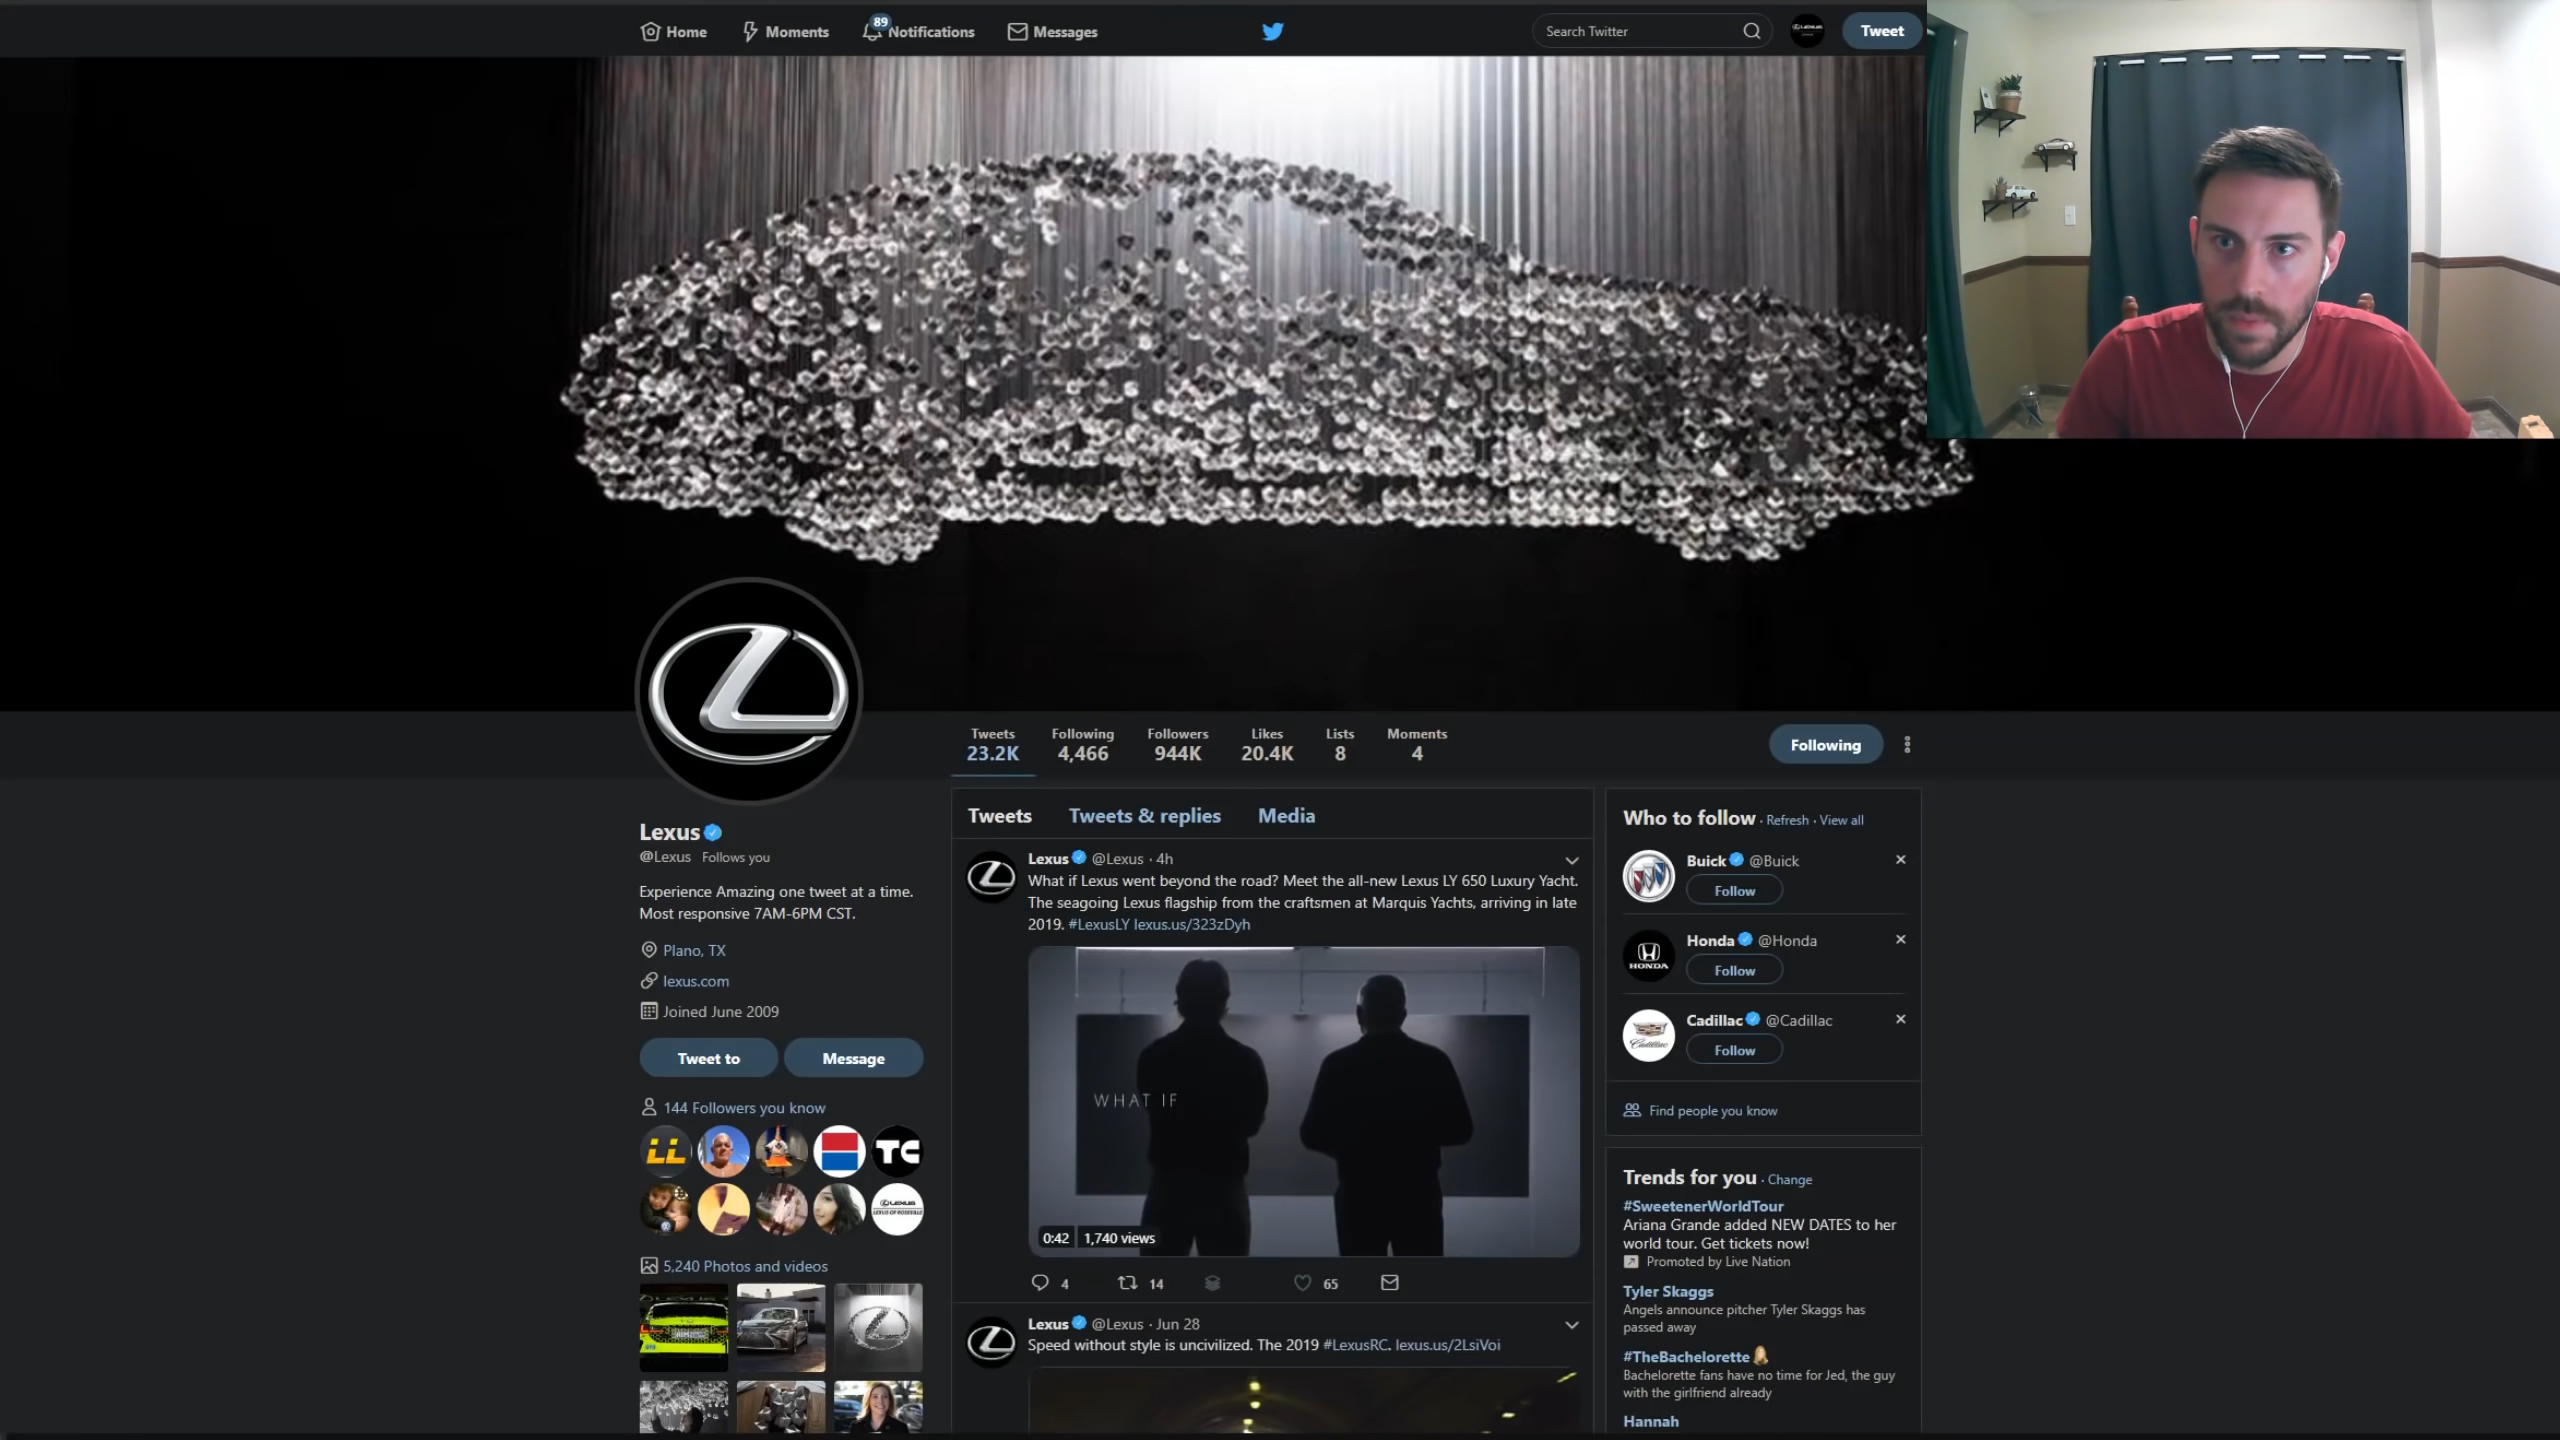 Home
Moments
89
Notifications
Messages
Search Twitter
Tweet
Tweets
23.2K
Following
4,466
Followers
944K
Likes
20.4K
Lists
8
Moments
4
Following
Lexus
@Lexus Follows you
Experience Amazing one tweet at a time.
Most responsive 7AM-6PM CST.
Plano, TX
lexus.com
Joined June 2009
Tweet to
Message
144 Followers you know
LL
TC
LEXUS
LEXUS OF ROSEVILLE
5,240 Photos and videos
Tweets
Tweets & replies
Media
Lexus @Lexus · 4h
What if Lexus went beyond the road? Meet the all-new Lexus LY 650 Luxury Yacht.
The seagoing Lexus flagship from the craftsmen at Marquis Yachts, arriving in late
2019. #LexusLY lexus.us/323zDyh
WHAT IF
0:42
1,740 views
4
14
65
Lexus @Lexus · Jun 28
Speed without style is uncivilized. The 2019 #LexusRC. lexus.us/2LsiVoi
Who to follow · Refresh · View all
Buick @Buick
Follow
Honda @Honda
HONDA
Follow
Cadillac @Cadillac
Cadillac
Follow
Find people you know
Trends for you · Change
#SweetenerWorldTour
Ariana Grande added NEW DATES to her
world tour. Get tickets now!
Promoted by Live Nation
Tyler Skaggs
Angels announce pitcher Tyler Skaggs has
passed away
#TheBachelorette
Bachelorette fans have no time for Jed, the guy
with the girlfriend already
Hannah